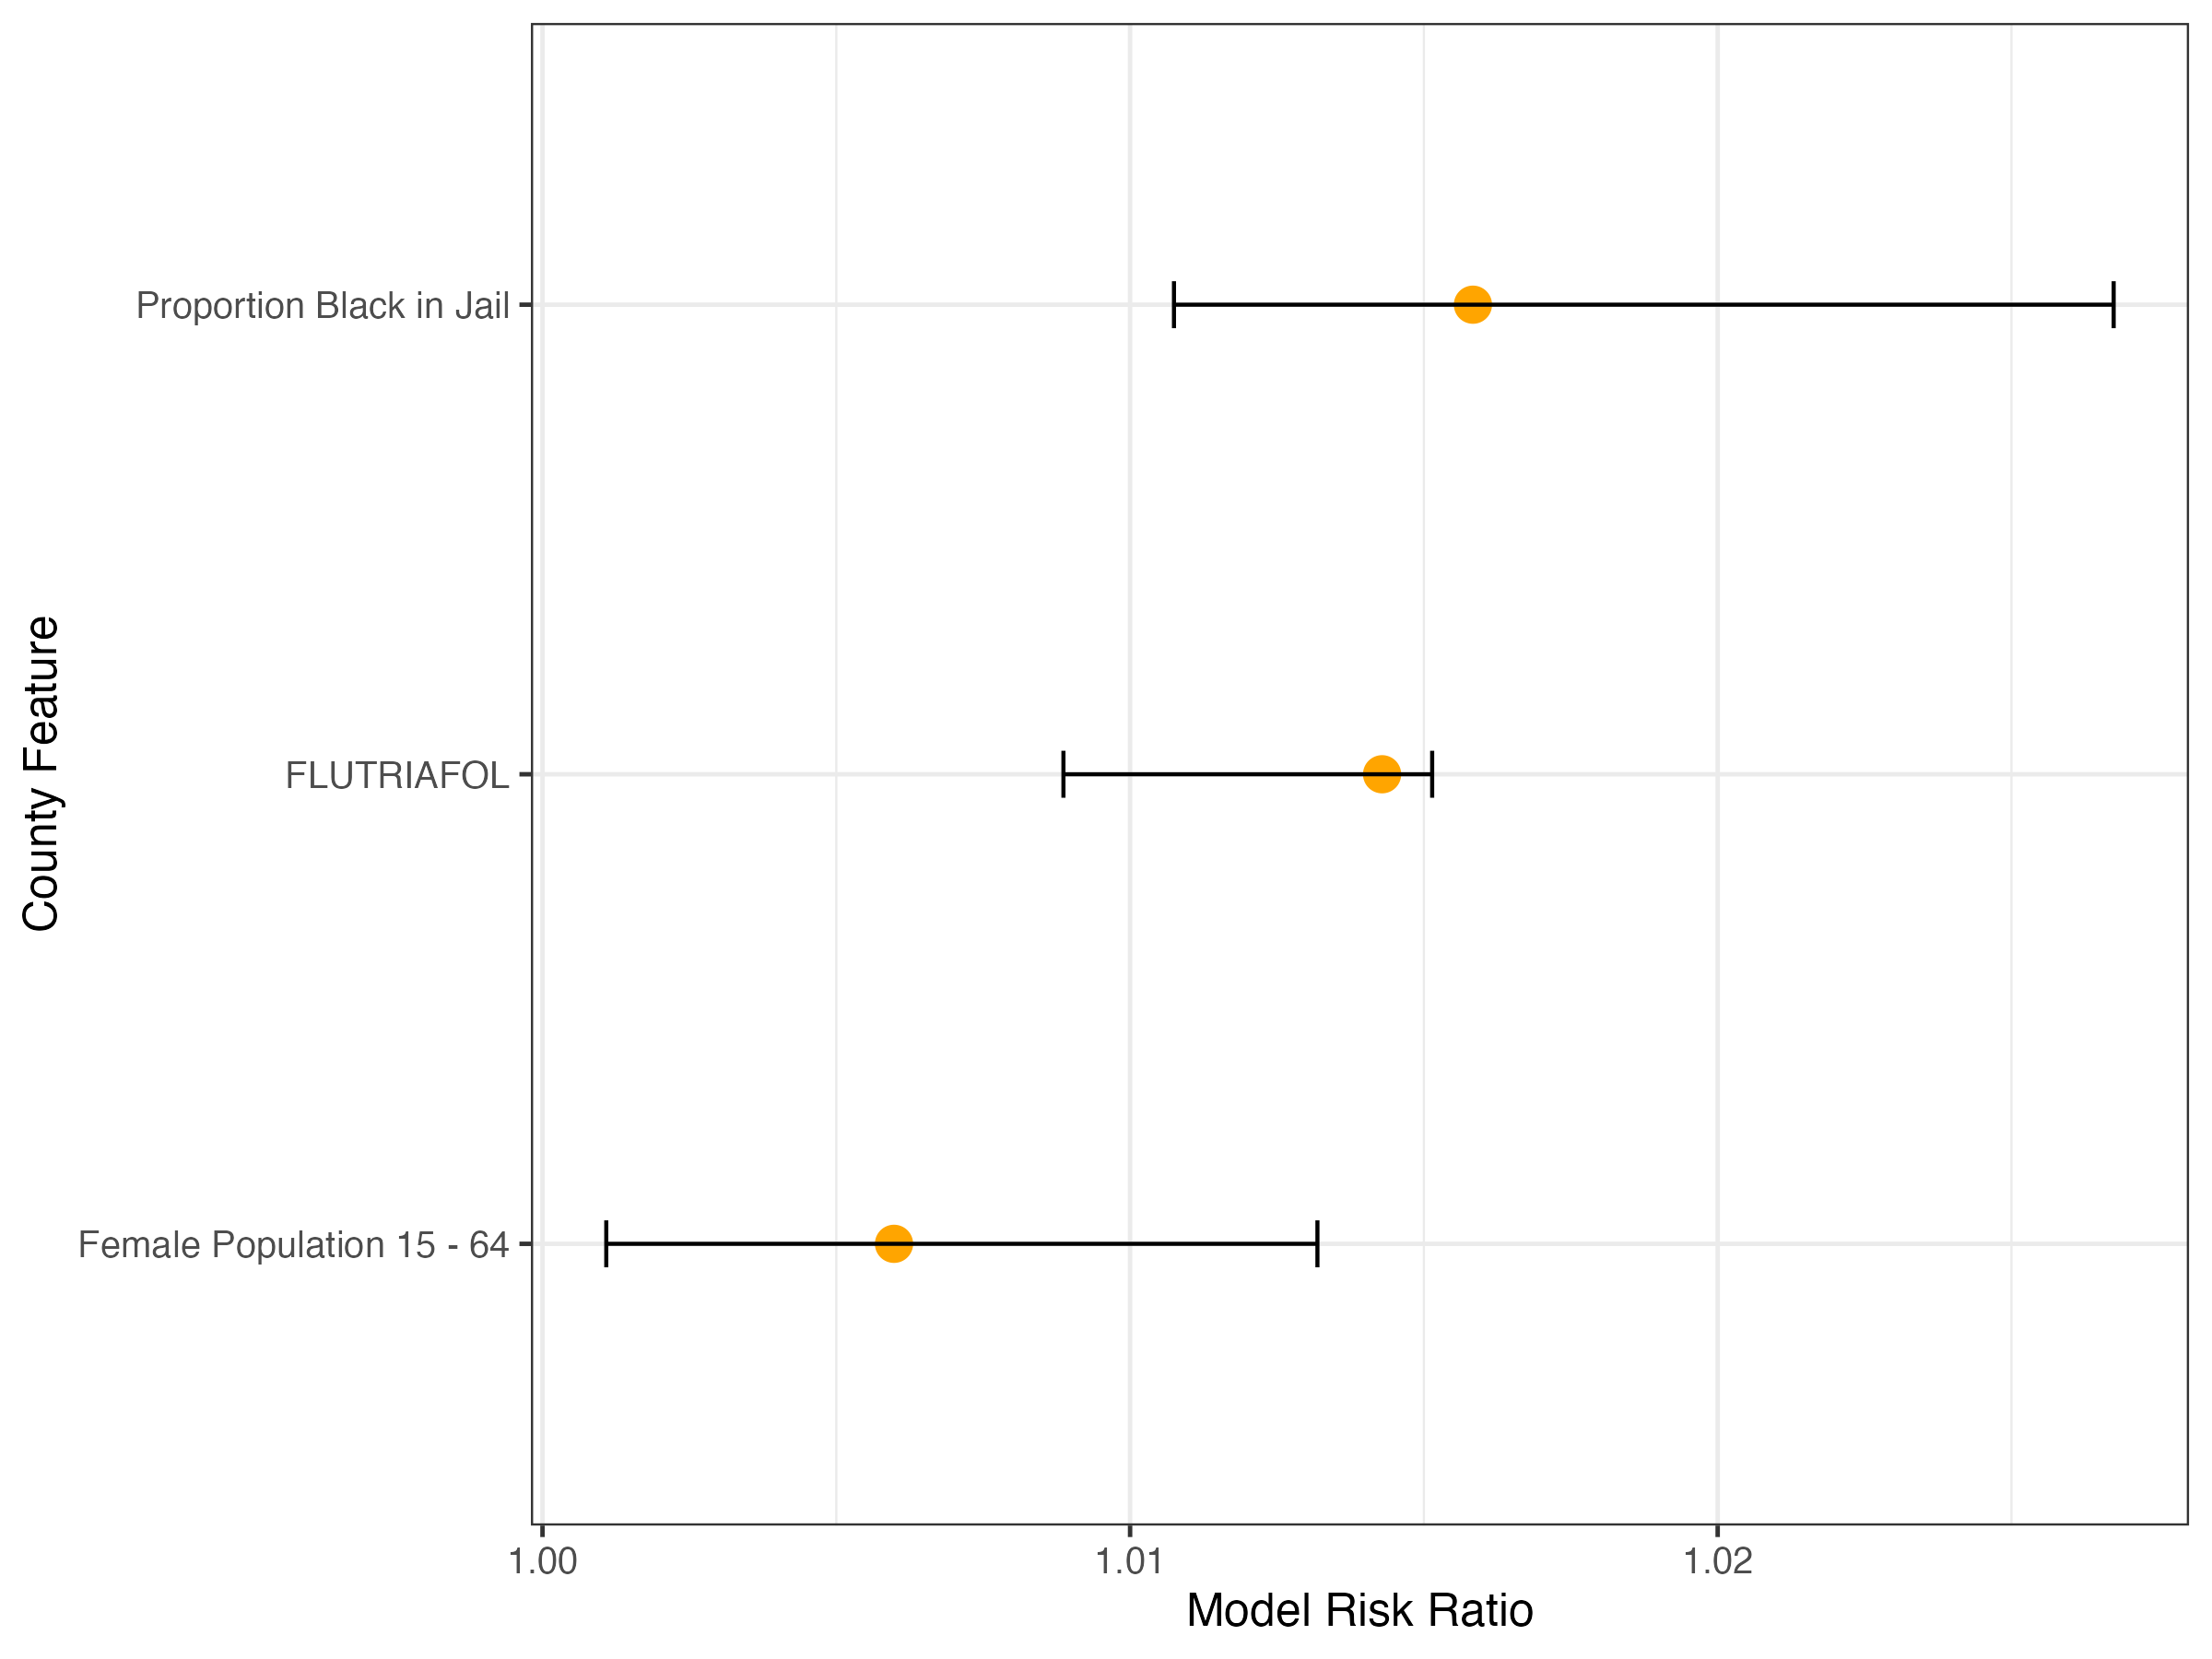 County Feature
Proportion Black in Jail
FLUTRIAFOL
Female Population 15 - 64
1.00
1.01
1.02
Model Risk Ratio